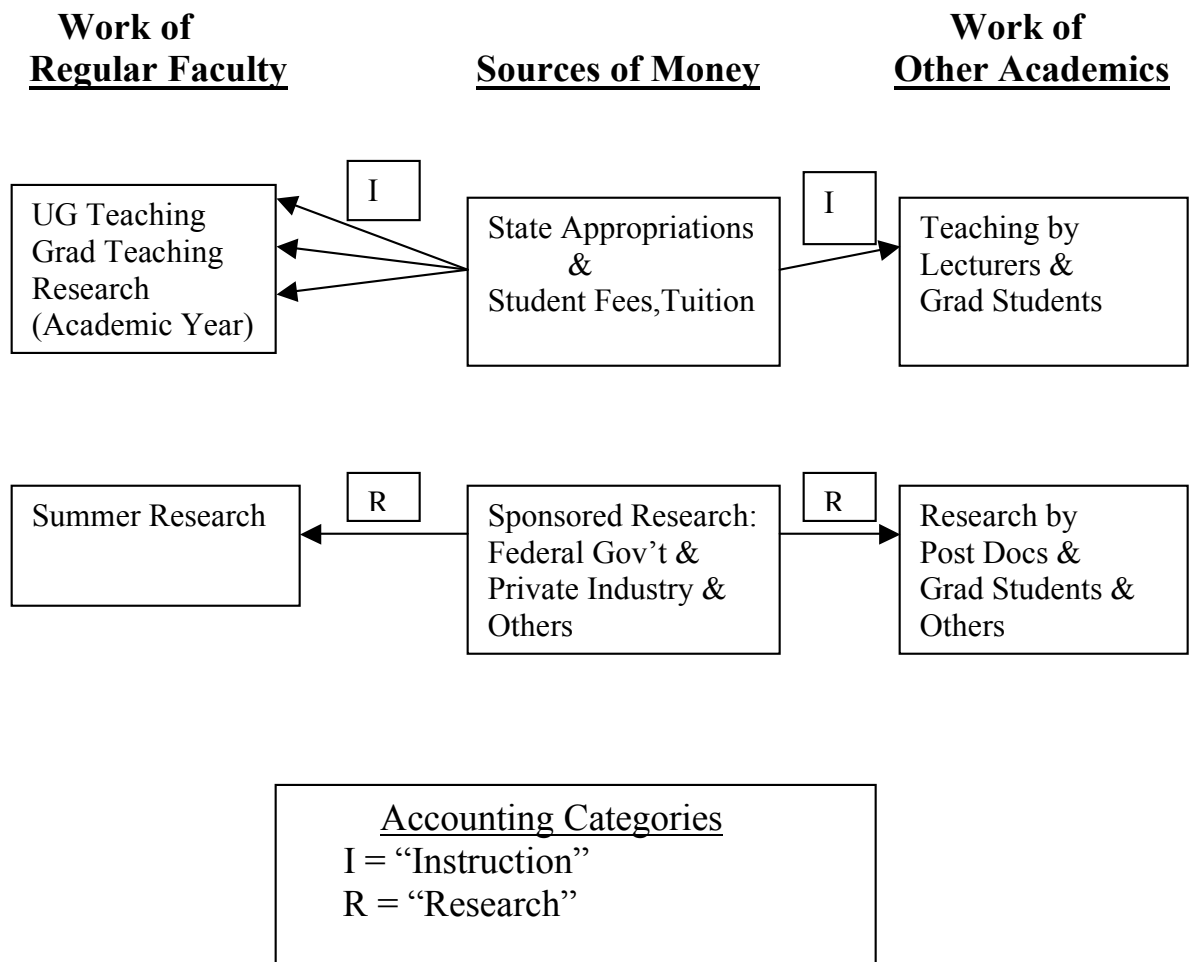 Work of
Regular Faculty
Sources of Money
Work of
Other Academics
I
I
UG Teaching
Grad Teaching
Research
(Academic Year)
State Appropriations
&
Student Fees,Tuition
Teaching by
Lecturers &
Grad Students
R
R
Summer Research
Sponsored Research:
Federal Gov’t &
Private Industry &
Others
Research by
Post Docs &
Grad Students &
Others
Accounting Categories
I = “Instruction”
R = “Research”